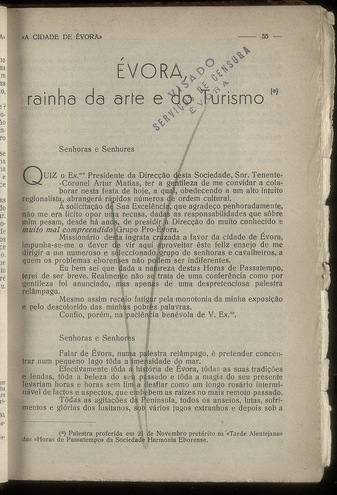 «A CIDADE DE ÉVORA»
55
ÉVORA,
rainha da arte e do Turismo (*)
VISADO
SERVIÇO DE CENSURA
ÉVORA
Senhoras e Senhores
QUIZ o Ex.mo Presidente da Direcção desta Sociedade, Snr. Tenente-
-Coronel Artur Matias, ter a gentileza de me convidar a cola-
borar nesta festa de hoje, a qual, obedecendo a um alto intuito
regionalista, abrangerá rápidos números de ordem cultural.
A solicitação de Sua Excelência, que agradeço penhoradamente,
não me era lícito opor uma recusa, dadas as responsabilidades que sôbre
mim pesam, desde há anos, de presidir à Direcção do muito conhecido e
muito mal compreendido Grupo Pro-Évora.
Missionário desta ingrata cruzada a favor da cidade de Évora,
impunha-se-me o dever de vir aqui aproveitar êste feliz ensejo de me
dirigir a un numeroso e seleccionado grupo de senhoras e cavalheiros, a
quem os problemas eborenses não podem ser indiferentes.
Eu bem sei que dada a natureza destas Horas de Passatempo,
terei de ser breve. Realmente não se trata de uma conferência como por
gentileza foi anunciado, mas apenas de uma despretenciosa palestra
relâmpago.
Mesmo assim receio fatigar pela monotonia da minha exposição
e pelo descolorido das minhas pobres palavras.
Confio, porém, na paciência benévola de V. Ex.as.
Senhoras e Senhores:
Falar de Évora, numa palestra relâmpago, é pretender concen-
trar num pequeno lago tôda a imensidade do mar.
Efectivamente tôda a história de Évora, tôdas as suas tradições
e lendas, tôda a beleza do seu passado e tôda a magia do seu presente
levariam horas e horas sem fim a desfiar como um longo rosário intermi-
nável de factos e aspectos, que embebem as raízes no mais remoto passado.
Tôdas as agitações da Península, todos os anseios, lutas, sofri-
mentos e glórias dos lusitanos, sob vários jugos extranhos e depois sob a
(*) Palestra proferida em 21 de Novembro pretérito na «Tarde Alentejana»
das «Horas de Passatempo» da Sociedade Harmonia Eborense.